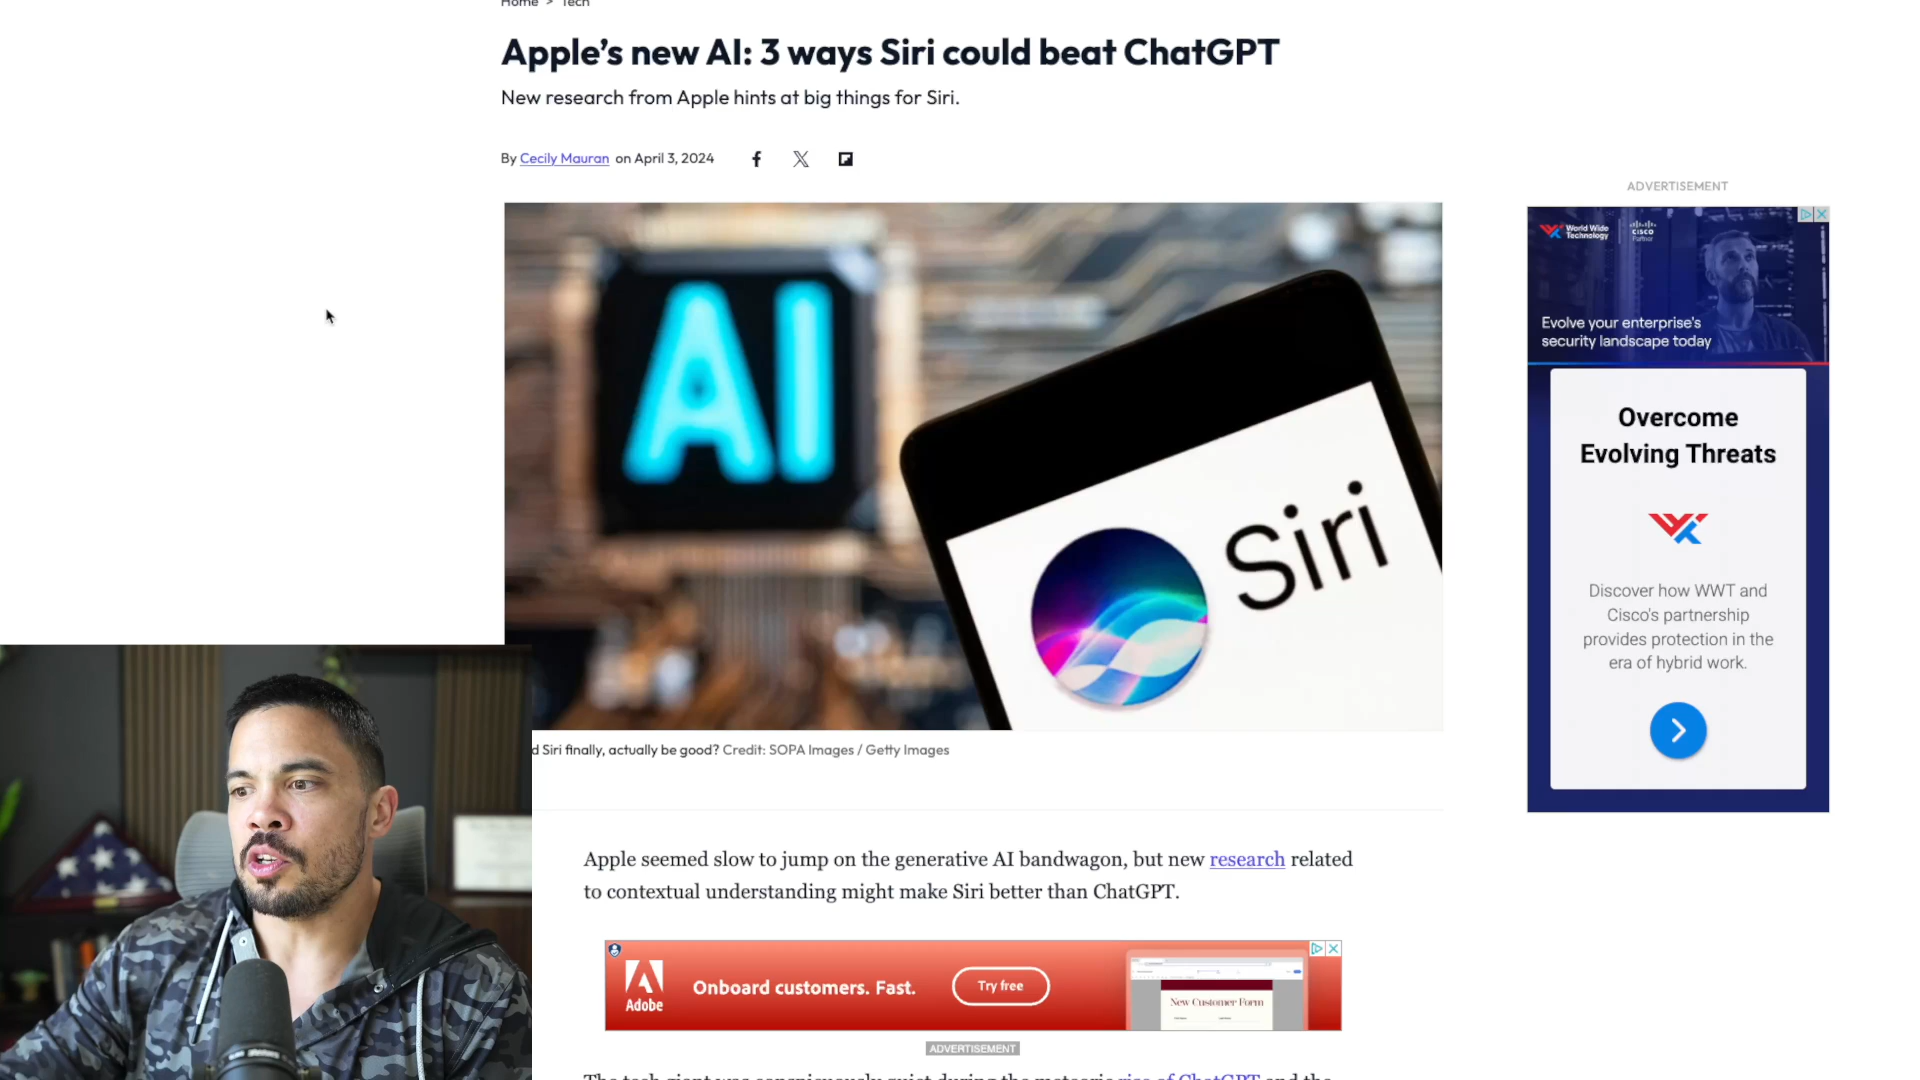 Home > Tech
Apple’s new AI: 3 ways Siri could beat ChatGPT
New research from Apple hints at big things for Siri.
By Cecily Mauran on April 3, 2024
AI
Siri
d Siri finally, actually be good? Credit: SOPA Images / Getty Images
Apple seemed slow to jump on the generative AI bandwagon, but new research related
to contextual understanding might make Siri better than ChatGPT.
Adobe
Onboard customers. Fast.
Try free
New Customer Form
ADVERTISEMENT
The tech giant was conspicuously quiet during the meteoric rise of ChatGPT and the
ADVERTISEMENT
World Wide
Technology
CISCO
Partner
Evolve your enterprise's
security landscape today
Overcome
Evolving Threats
Discover how WWT and
Cisco's partnership
provides protection in the
era of hybrid work.